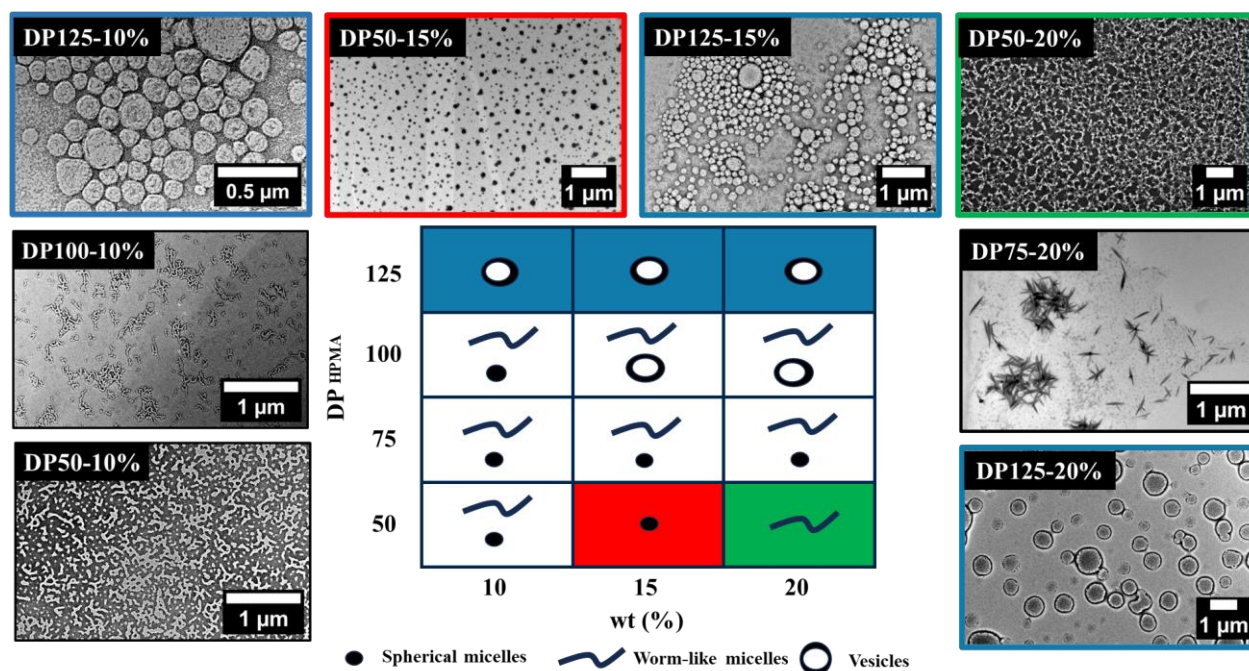 DP125-10%
DP50-15%
DP125-15%
DP50-20%
0.5 µm
1 µm
1 µm
1 µm
DP100-10%
1 µm
DP75-20%
1 µm
DP50-10%
1 µm
DP125-20%
1 µm
DP HPMA
125
100
75
50
10
15
20
wt (%)
Spherical micelles
Worm-like micelles
Vesicles